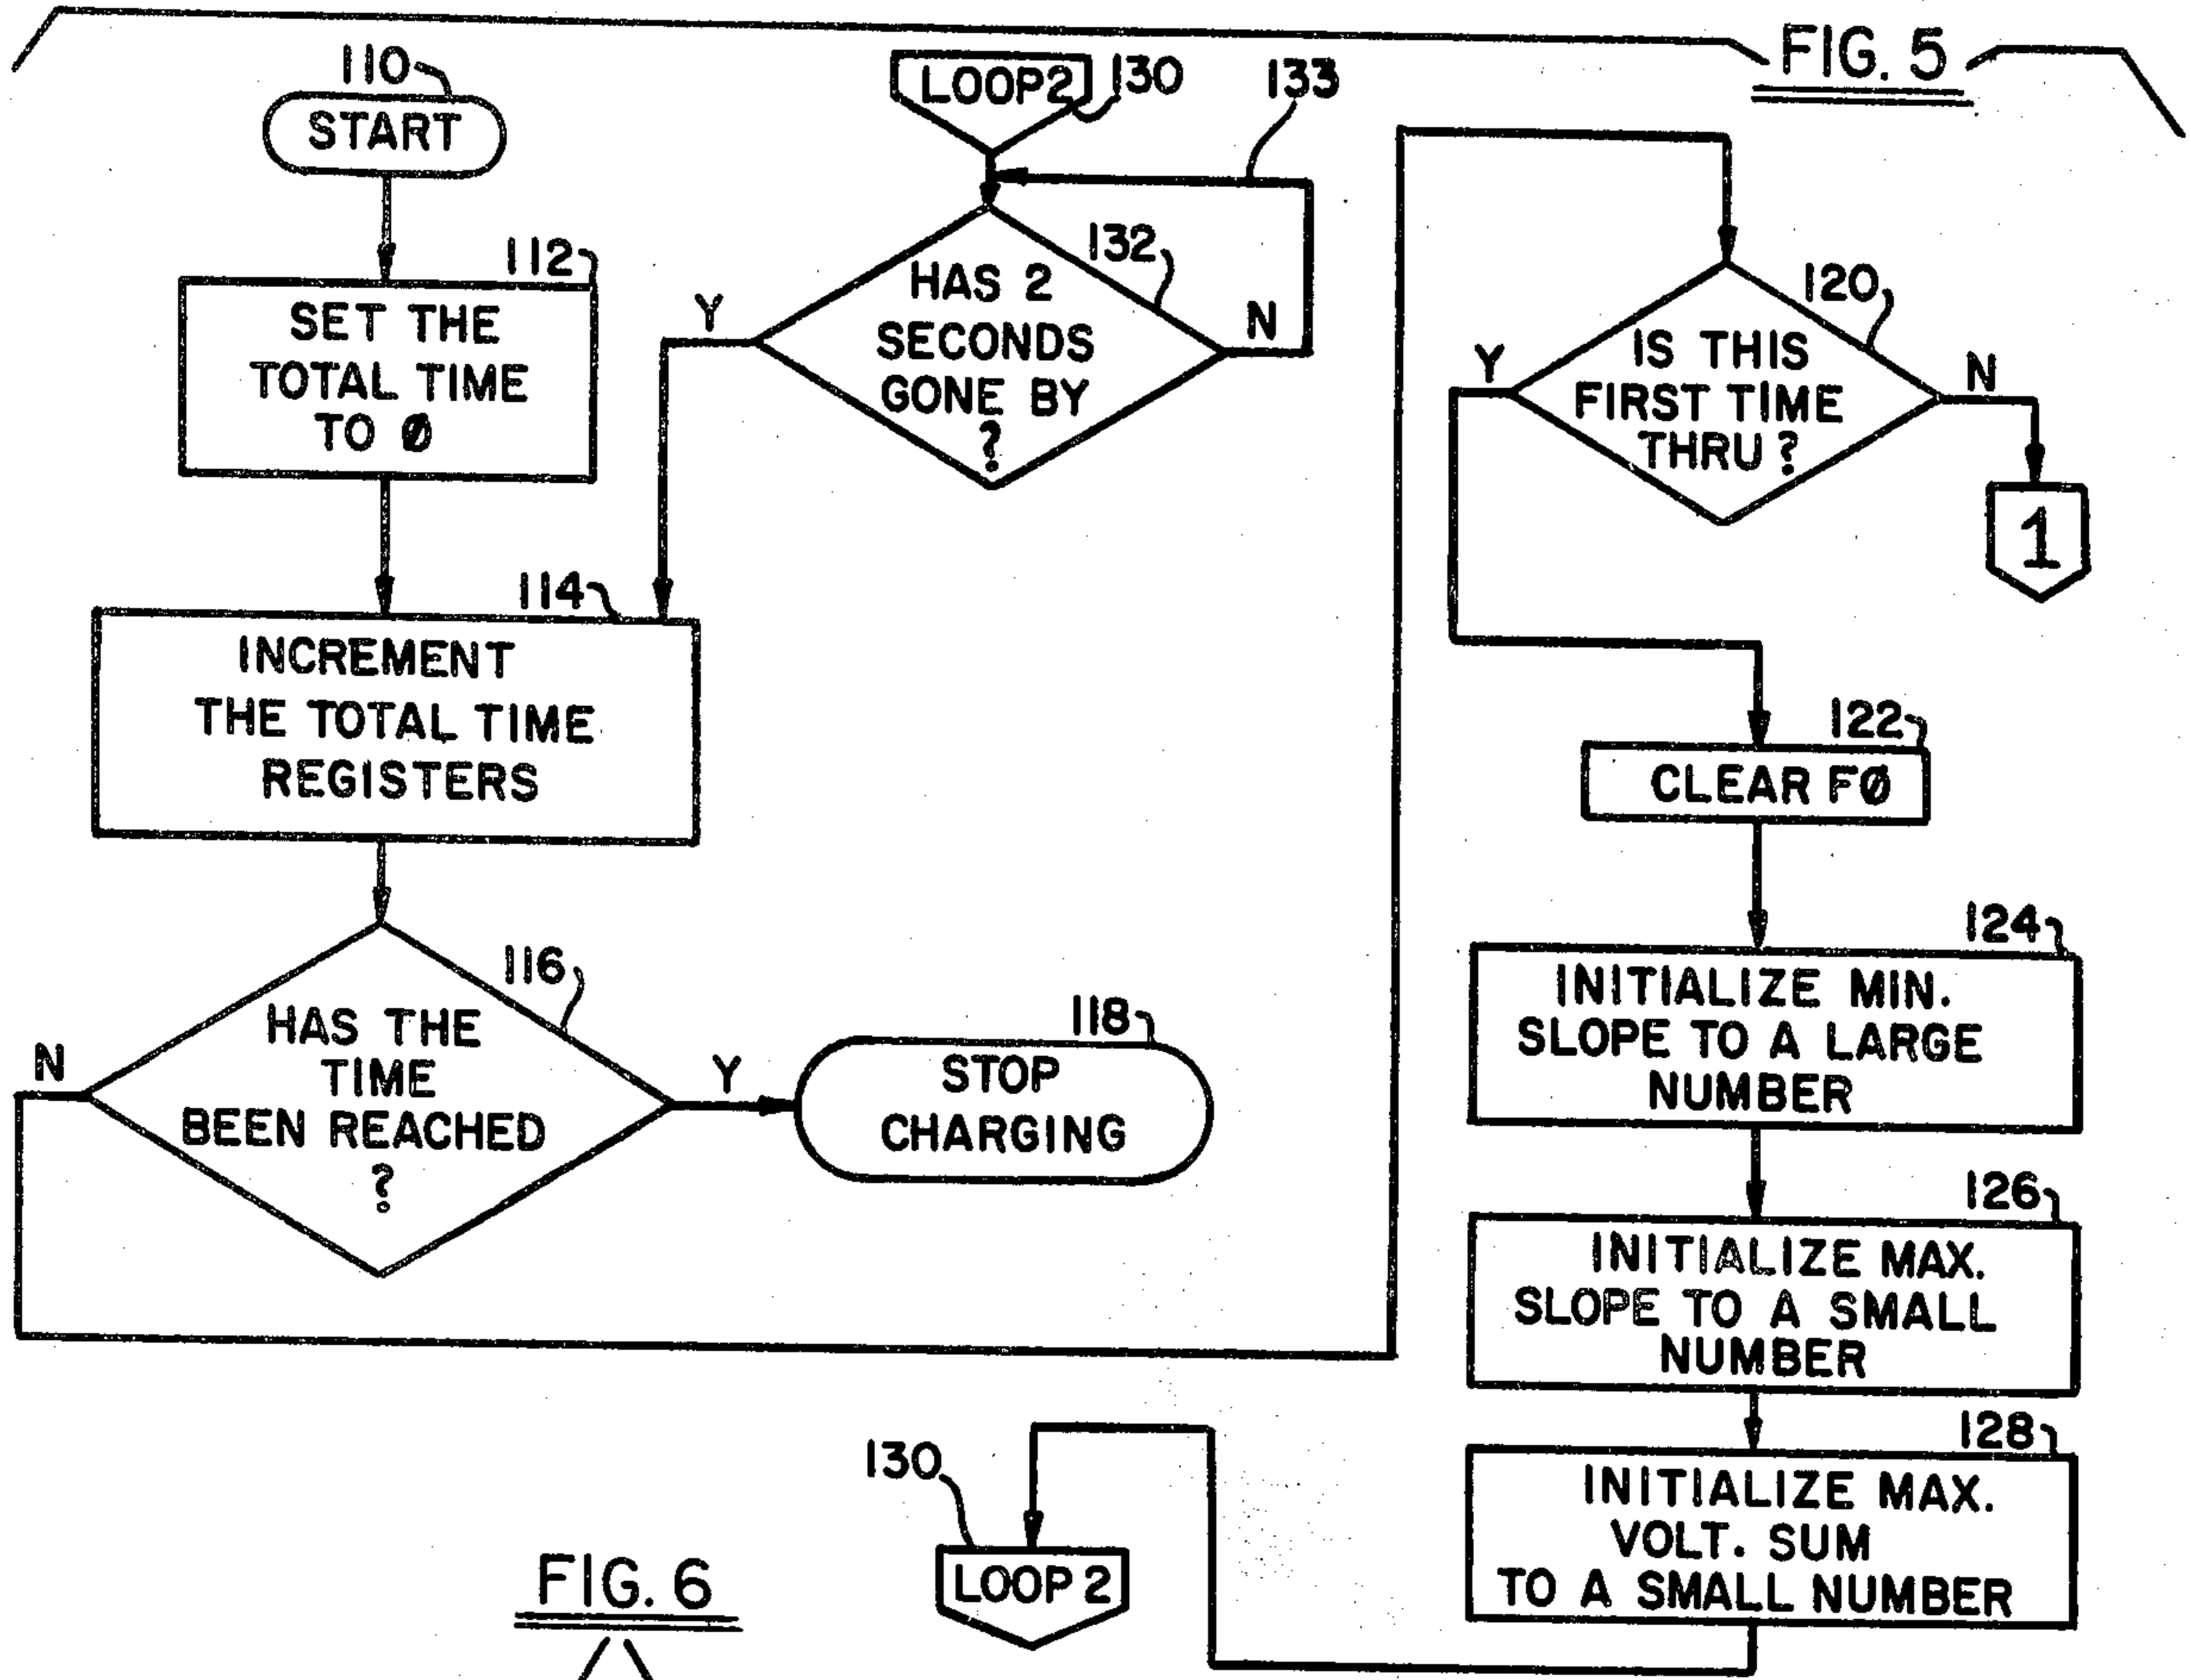 FIG. 5
110
START
112
SET THE
TOTAL TIME
TO Ø
LOOP2
130
133
132
HAS 2
SECONDS
GONE BY
?
Y
N
114
INCREMENT
THE TOTAL TIME
REGISTERS
116
HAS THE
TIME
BEEN REACHED
?
N
Y
118
STOP
CHARGING
120
IS THIS
FIRST TIME
THRU?
Y
N
1
122
CLEAR FØ
124
INITIALIZE MIN.
SLOPE TO A LARGE
NUMBER
126
INITIALIZE MAX.
SLOPE TO A SMALL
NUMBER
128
INITIALIZE MAX.
VOLT. SUM
TO A SMALL NUMBER
130
LOOP 2
FIG. 6